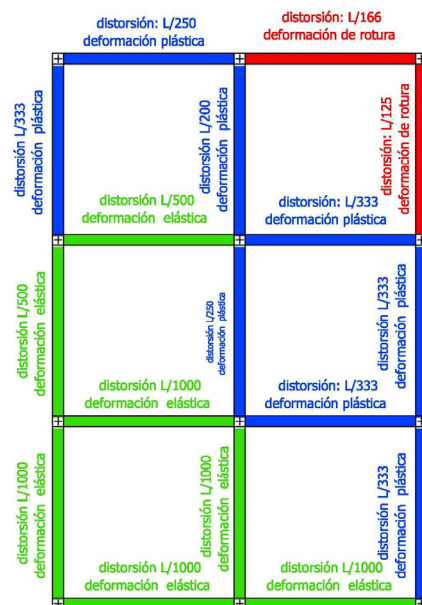 distorsión: L/250
deformación plástica
distorsión: L/166
deformación de rotura
distorsión: L/333
deformación plástica
distorsión: L/200
deformación plástica
distorsión: L/125
deformación de rotura
distorsión L/500
deformación elástica
distorsión: L/333
deformación plástica
distorsión L/500
deformación elástica
distorsión L/250
deformación plástica
distorsión L/333
deformación plástica
distorsión L/1000
deformación elástica
distorsión: L/333
deformación plástica
distorsión L/1000
deformación elástica
distorsión L/1000
deformación elástica
distorsión L/333
deformación plástica
distorsión L/1000
deformación elástica
distorsión L/1000
deformación elástica